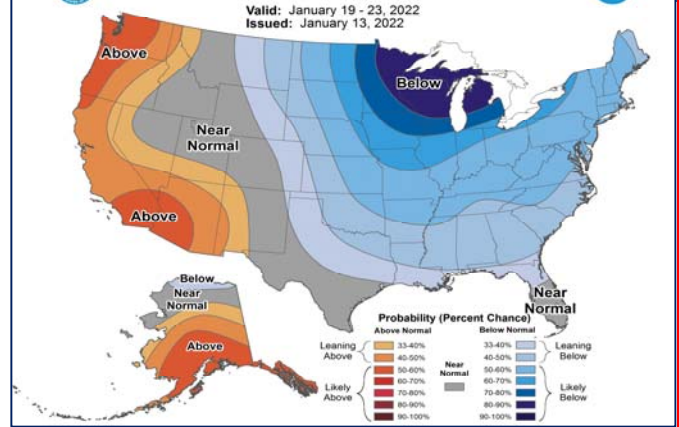 Valid: January 19 - 23, 2022
Issued: January 13, 2022
Above
Below
Near
Normal
Above
Below
Near
Normal
Above
Near
Normal
Probability (Percent Chance)
Above Normal
Below Normal
Leaning
Above
33-40%
40-50%
Likely
Above
50-60%
60-70%
70-80%
80-90%
90-100%
Near
Normal
33-40%
40-50%
Leaning
Below
50-60%
60-70%
70-80%
80-90%
90-100%
Likely
Below